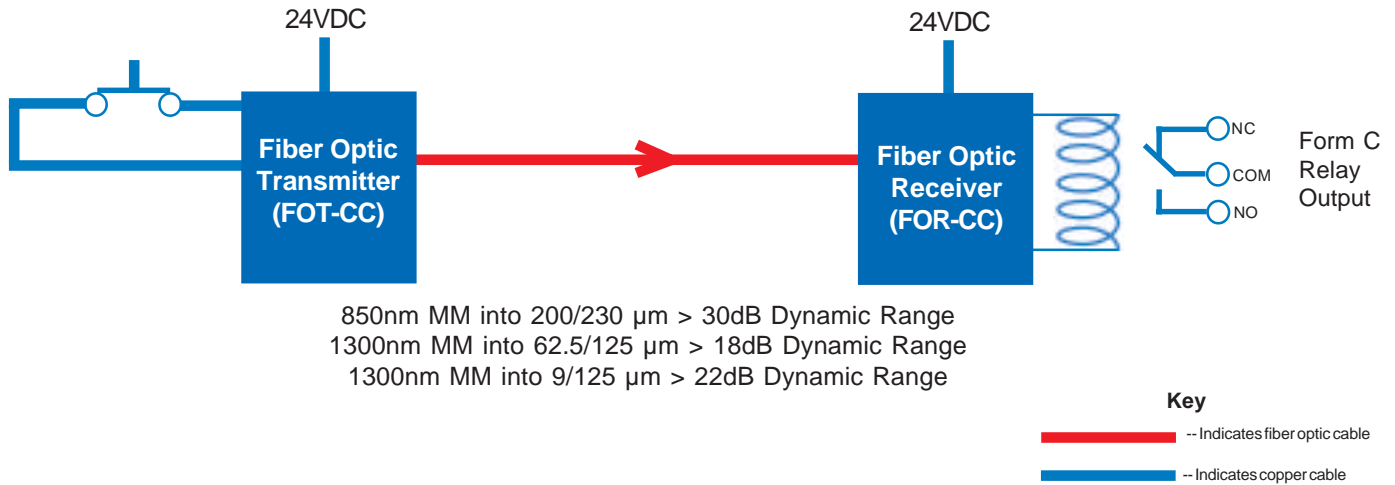 24VDC
24VDC
Fiber Optic
Transmitter
(FOT-CC)
Fiber Optic
Receiver
(FOR-CC)
NC
COM
NO
Form C
Relay
Output
850nm MM into 200/230 µm > 30dB Dynamic Range
1300nm MM into 62.5/125 µm > 18dB Dynamic Range
1300nm MM into 9/125 µm > 22dB Dynamic Range
Key
-- Indicates fiber optic cable
-- Indicates copper cable